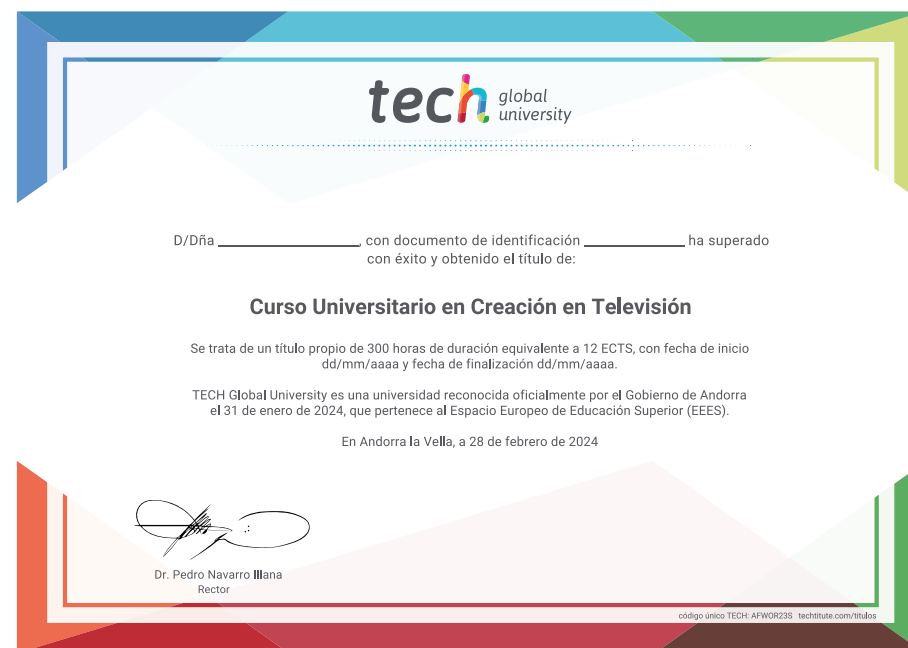 tech global university
D/Dña ______________, con documento de identificación __________ ha superado
con éxito y obtenido el título de:
Curso Universitario en Creación en Televisión
Se trata de un título propio de 300 horas de duración equivalente a 12 ECTS, con fecha de inicio
dd/mm/aaaa y fecha de finalización dd/mm/aaaa.
TECH Global University es una universidad reconocida oficialmente por el Gobierno de Andorra
el 31 de enero de 2024, que pertenece al Espacio Europeo de Educación Superior (EEES).
En Andorra la Vella, a 28 de febrero de 2024
Dr. Pedro Navarro Illana
Rector
código único TECH: AFWOR23S techtitute.com/titulos